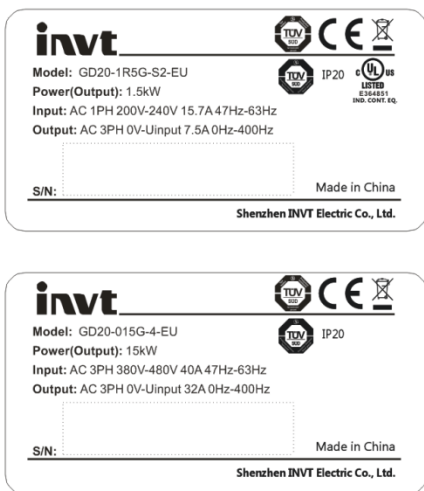 invt
TÜV
SUD
CE
Model: GD20-1R5G-S2-EU
TÜV
SUD
IP20
C UL US
LISTED
E364851
IND. CONT. EQ.
Power(Output): 1.5kW
Input: AC 1PH 200V-240V 15.7A 47Hz-63Hz
Output: AC 3PH 0V-Uinput 7.5A 0Hz-400Hz
S/N:
Made in China
Shenzhen INVT Electric Co., Ltd.
invt
TÜV
SUD
CE
Model: GD20-015G-4-EU
TÜV
SUD
IP20
Power(Output): 15kW
Input: AC 3PH 380V-480V 40A 47Hz-63Hz
Output: AC 3PH 0V-Uinput 32A 0Hz-400Hz
S/N:
Made in China
Shenzhen INVT Electric Co., Ltd.